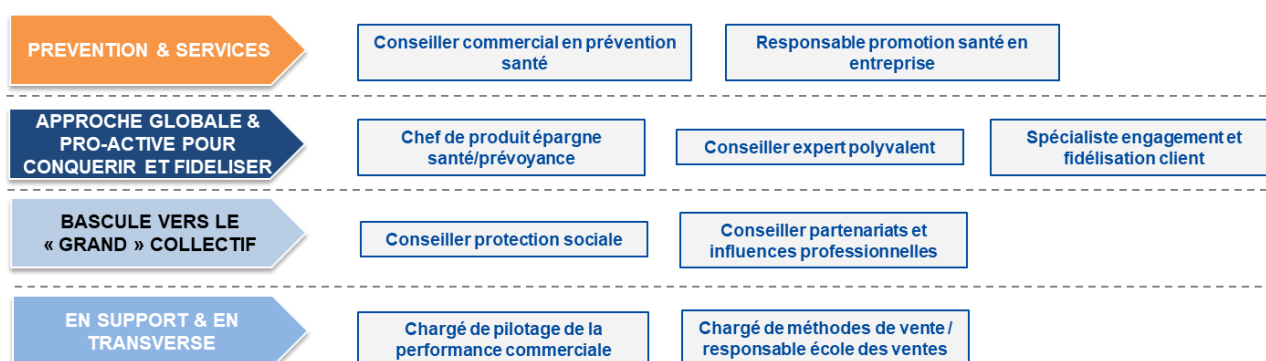 PREVENTION & SERVICES
Conseiller commercial en prévention
santé
Responsable promotion santé en
entreprise
APPROCHE GLOBALE &
PRO-ACTIVE POUR
CONQUERIR ET FIDELISER
Chef de produit épargne
santé/prévoyance
Conseiller expert polyvalent
Spécialiste engagement et
fidélisation client
BASCULE VERS LE
« GRAND » COLLECTIF
Conseiller protection sociale
Conseiller partenariats et
influences professionnelles
EN SUPPORT & EN
TRANSVERSE
Chargé de pilotage de la
performance commerciale
Chargé de méthodes de vente /
responsable école des ventes